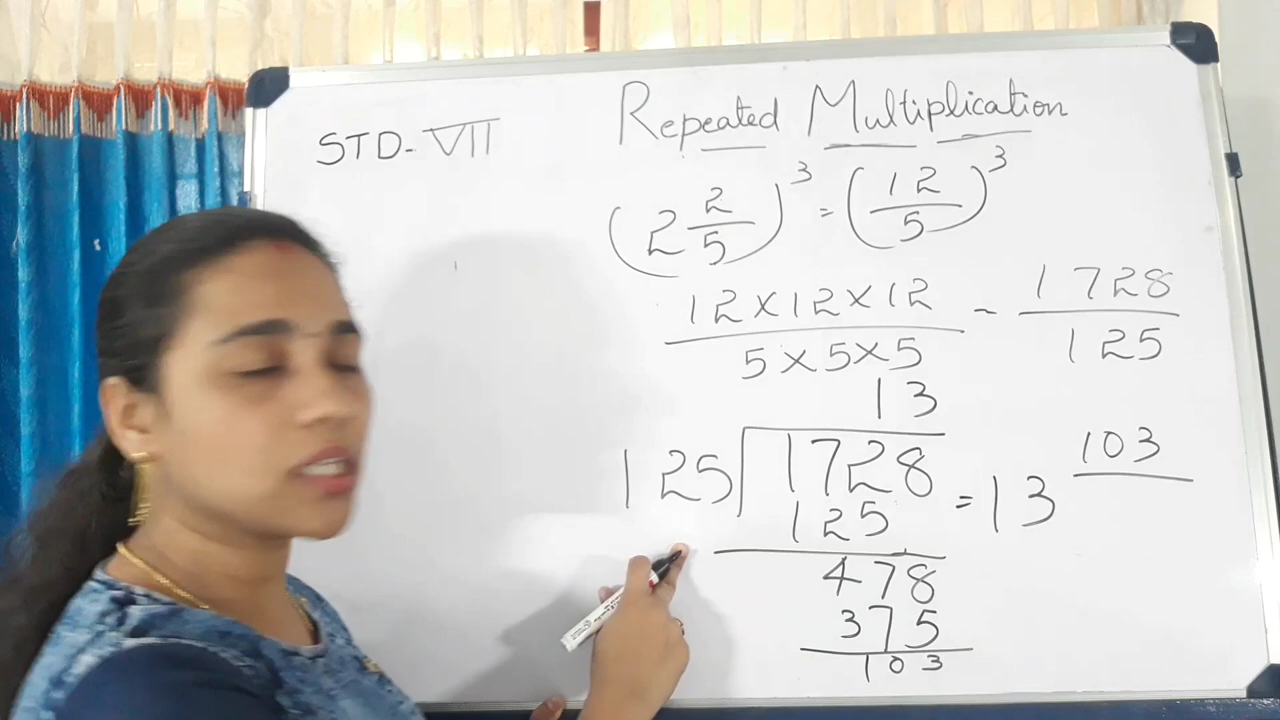 STD- VII
Repeated Multiplication
(2 2/5)³ = (12/5)³
12×12×12 / 5×5×5 - 1728 / 125
13
125 ) 1728 = 13 103/
125
478
375
103